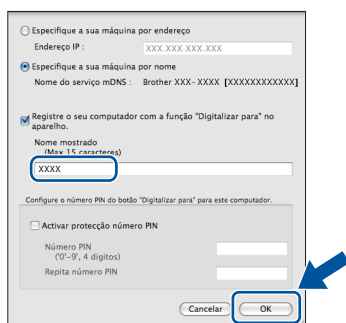 Especifique a sua máquina por endereço
Endereço IP : XXX.XXX.XXX.XXX
Especifique a sua máquina por nome
Nome do serviço mDNS : Brother XXX-XXXX [XXXXXXXXXXXX]
Registre o seu computador com a função "Digitalizar para" no
aparelho.
Nome mostrado
(Max 15 caracteres)
XXXX
Configure o número PIN do botão "Digitalizar para" para este computador.
Activar protecção número PIN
Número PIN
('0'-9', 4 digitos)
Repita número PIN
Cancelar OK